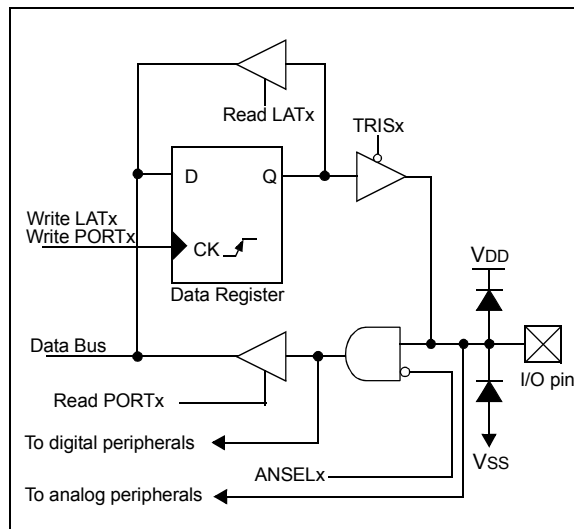 Read LATx
TRISx
D
Q
Write LATx
Write PORTx
CK
Data Register
VDD
Data Bus
I/O pin
Read PORTx
To digital peripherals
VSS
ANSELx
To analog peripherals